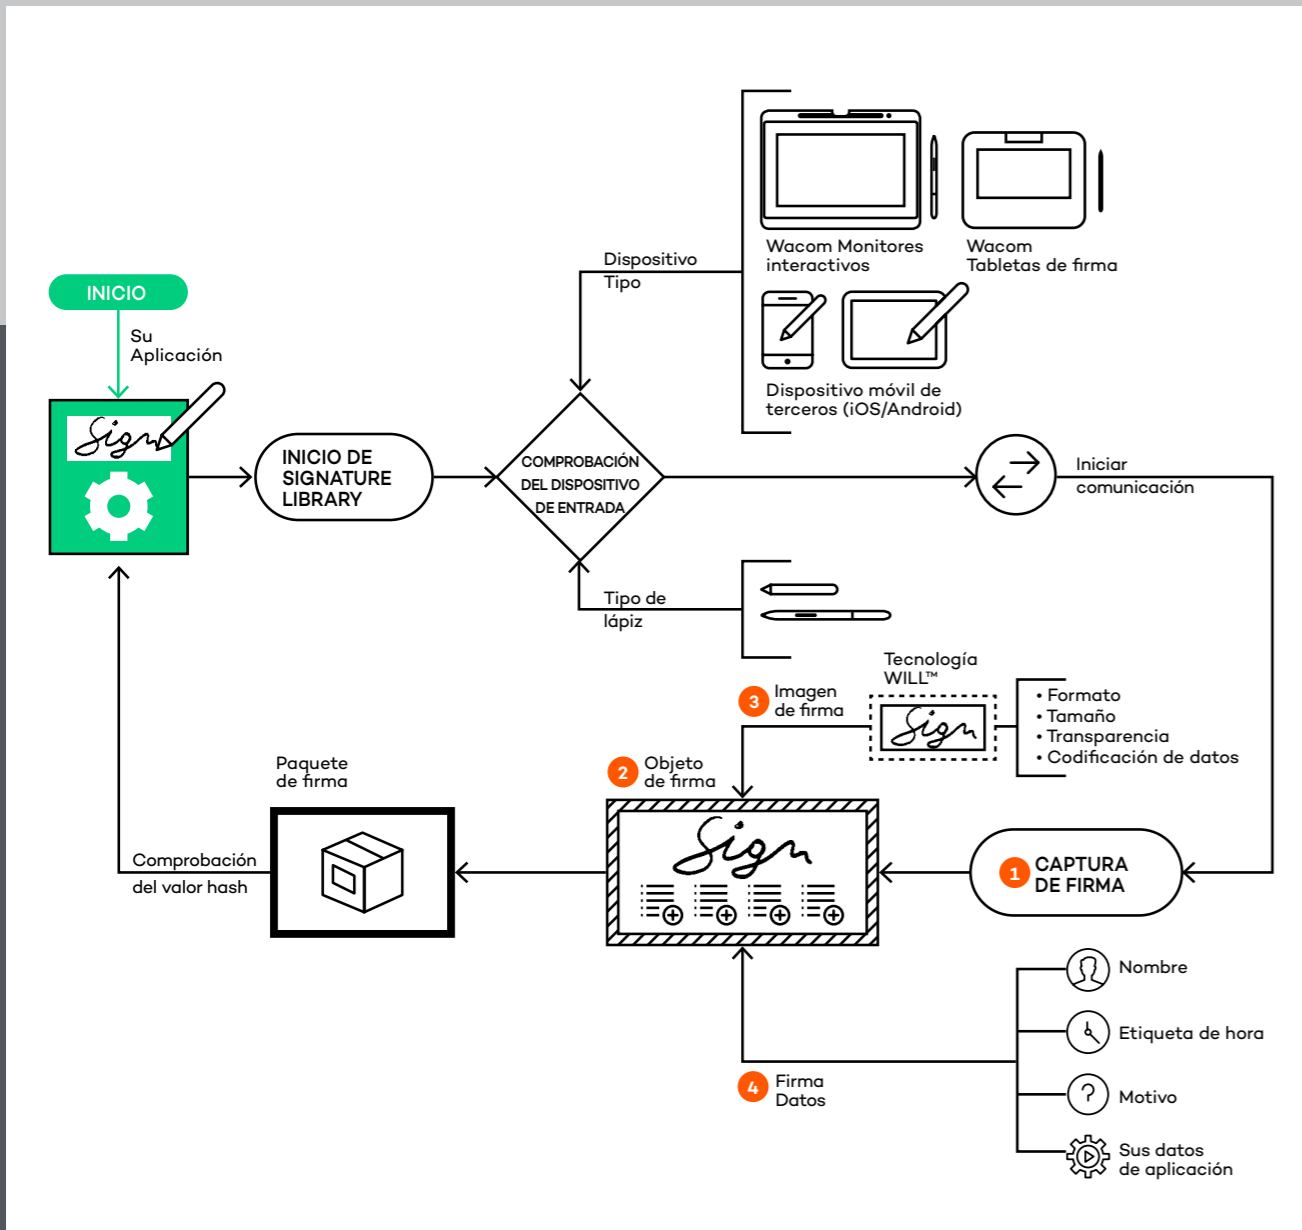 INICIO
Su
Aplicación
Sign
INICIO DE
SIGNATURE
LIBRARY
COMPROBACIÓN
DEL DISPOSITIVO
DE ENTRADA
Dispositivo
Tipo
Wacom Monitores
interactivos
Wacom
Tabletas de firma
Dispositivo móvil de
terceros (iOS/Android)
Iniciar
comunicación
Tipo de
lápiz
Tecnología
WILL™
Sign
• Formato
• Tamaño
• Transparencia
• Codificación de datos
3 Imagen
de firma
2 Objeto
de firma
Sign
1 CAPTURA
DE FIRMA
Paquete
de firma
Comprobación
del valor hash
4 Firma
Datos
Nombre
Etiqueta de hora
? Motivo
Sus datos
de aplicación